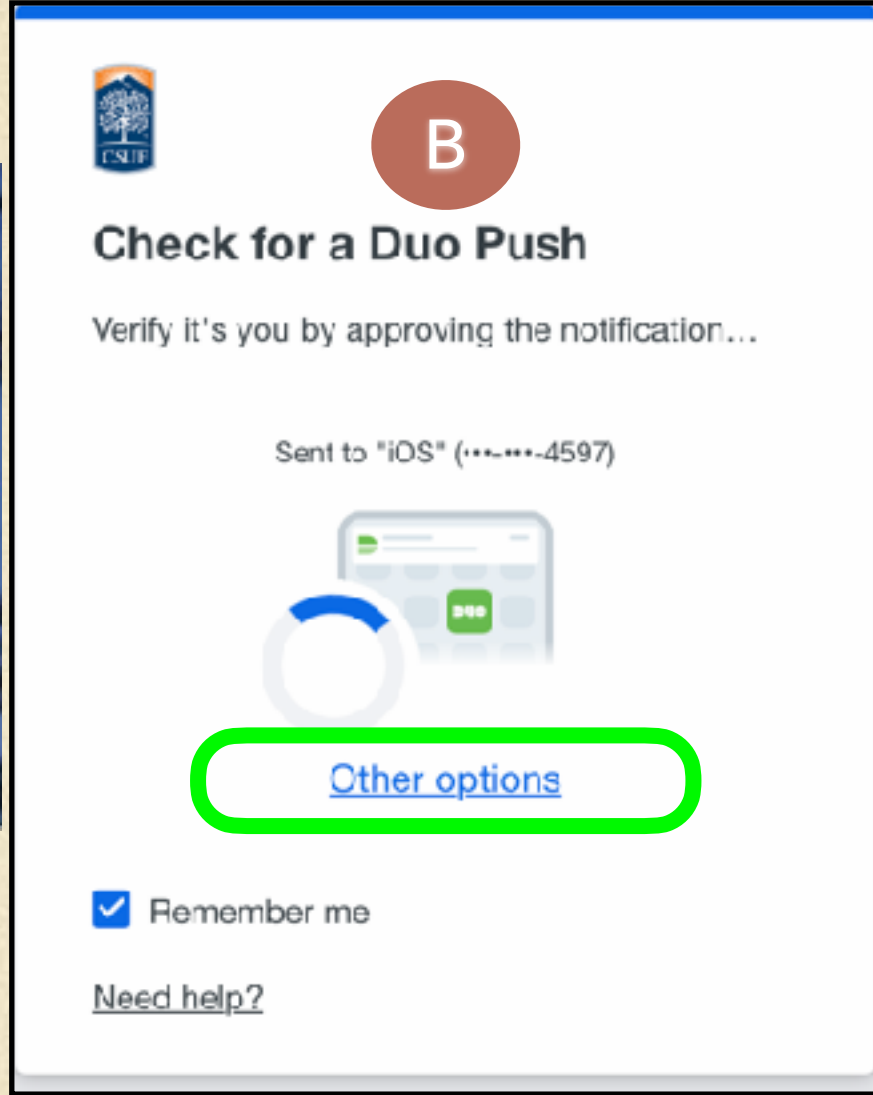 CSUF
B
Check for a Duo Push
Verify it's you by approving the notification...
Sent to "iOS" (•••-•••-4597)
DUO
Other options
Remember me
Need help?